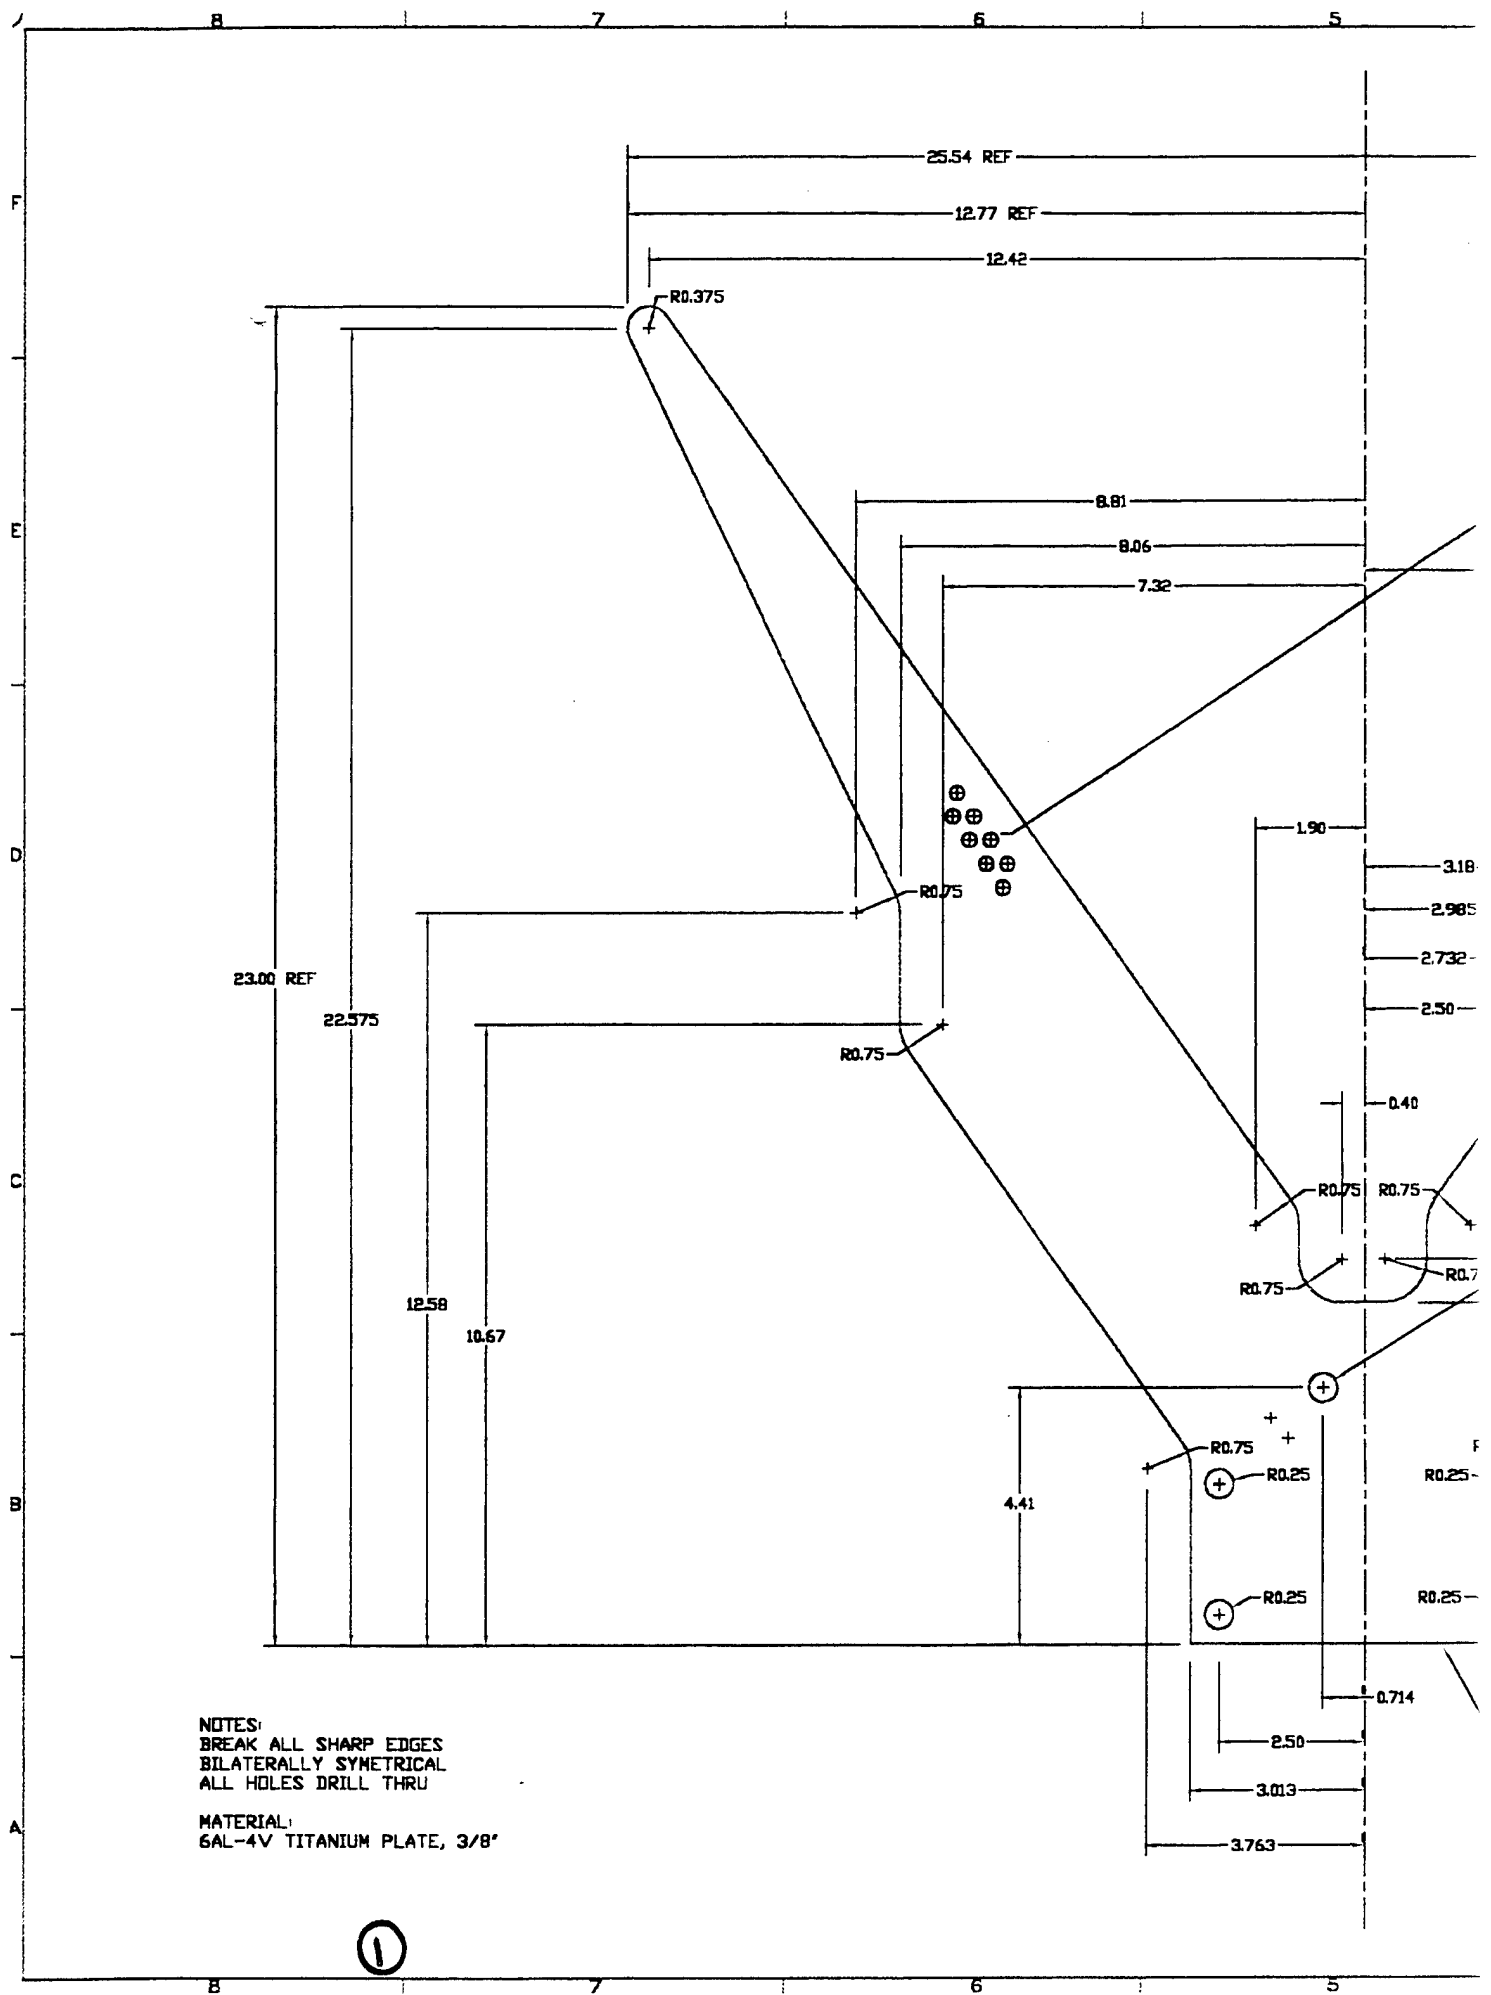 8 7 6 5
25.54 REF
F
12.77 REF
12.42
R0.375
8.81
E
8.06
7.32
1.90
D
3.18
R0.75
2.985
2.732
23.00 REF
2.50
22.575
R0.75
0.40
C
R0.75 R0.75
R0.7
R0.75
12.58
10.67
R0.75
R0.25 R0.25
4.41
B
R0.25 R0.25
0.714
NOTES:
BREAK ALL SHARP EDGES
2.50
BILATERALLY SYMETRICAL
ALL HOLES DRILL THRU
3.013
MATERIAL:
A
6AL-4V TITANIUM PLATE, 3/8"
3.763
1
8 7 6 5